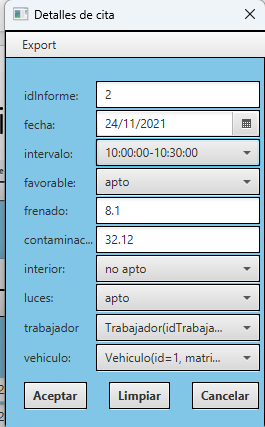 Detalles de cita
Export
idInforme: 2
fecha: 24/11/2021
intervalo: 10:00:00-10:30:00
favorable: apto
frenado: 8.1
contaminac... 32.12
interior: no apto
luces: apto
trabajador Trabajador(idTrabaja...
vehiculo: Vehiculo(id=1, matri...
Aceptar Limpiar Cancelar